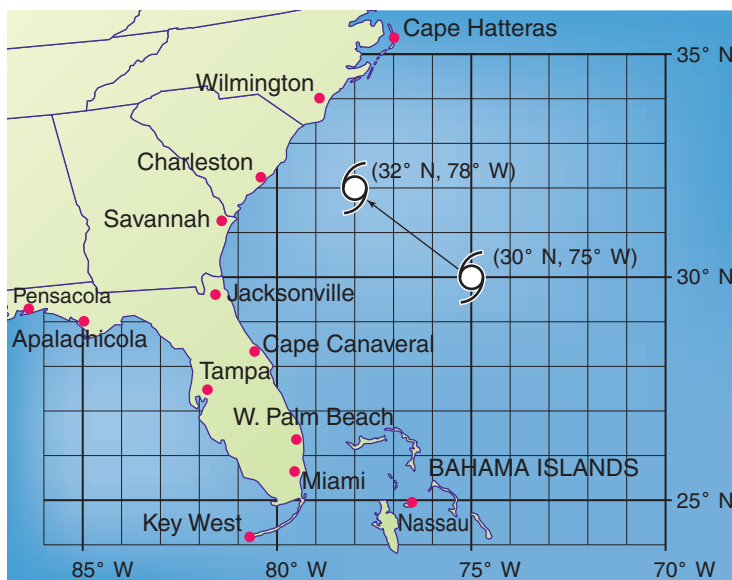 Cape Hatteras
35° N
Wilmington
Charleston
(32° N, 78° W)
Savannah
(30° N, 75° W)
30° N
Pensacola
Jacksonville
Apalachicola
Cape Canaveral
Tampa
W. Palm Beach
BAHAMA ISLANDS
Miami
25° N
Key West
Nassau
85° W
80° W
75° W
70° W